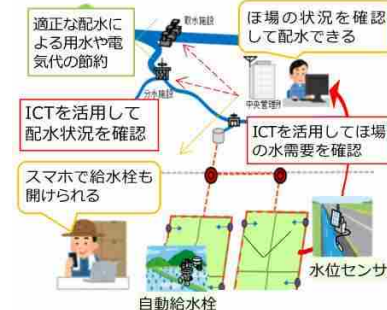 適正な配水に
よる用水や電
気代の節約
取水施設
ほ場の状況を確認
して配水できる
分水施設
中央管理所
ICTを活用して
配水状況を確認
ICTを活用してほ場
の水需要を確認
スマホで給水栓も
開けられる
水位センサ
自動給水栓